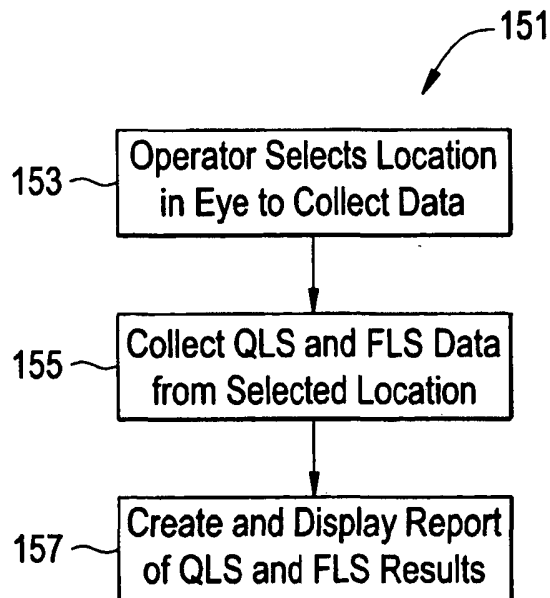 151
153
Operator Selects Location
in Eye to Collect Data
155
Collect QLS and FLS Data
from Selected Location
157
Create and Display Report
of QLS and FLS Results